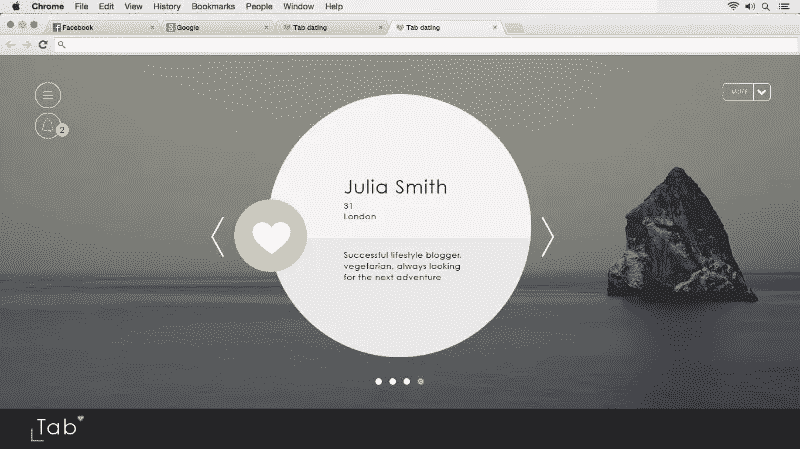 Chrome File Edit View History Bookmarks People Window Help
Facebook
Google
Tab dating
Tab dating
2
Julia Smith
31
London
Successful lifestyle blogger,
vegetarian, always looking
for the next adventure
Tab